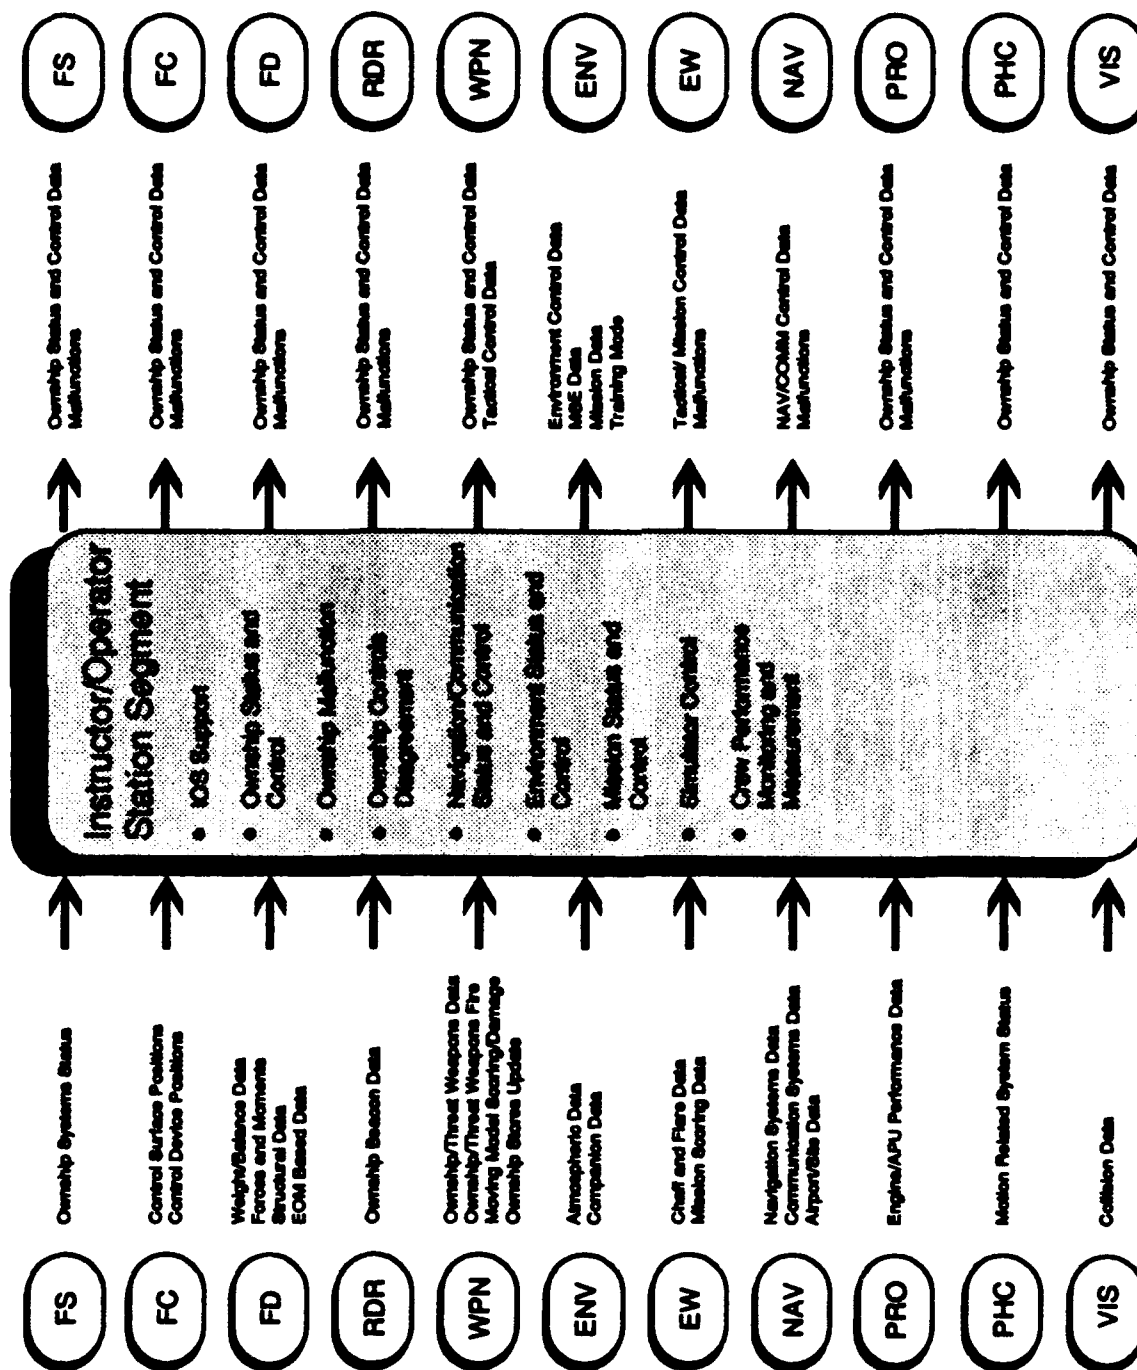 FS
Ownship Systems Status
FC
Control Surface Positions
Control Device Positions
FD
Weight/Balance Data
Forces and Moments
Structural Data
EOM Based Data
RDR
Ownship Beacon Data
WPN
Ownship/Threat Weapons Data
Ownship/Threat Weapons Fire
Moving Model Scoring/Damage
Ownship Stores Update
ENV
Atmospheric Data
Companion Data
EW
Chaff and Flare Data
Mission Scoring Data
NAV
Navigation Systems Data
Communication Systems Data
Airport/Site Data
PRO
Engine/APU Performance Data
PHC
Motion Related System Status
VIS
Collision Data
Instructor/Operator
Station Segment
• IOS Support
• Ownship Status and
Control
• Ownship Malfunction
• Ownship Controls
Disagreement
• Navigation/Communication
Status and Control
• Environment Status and
Control
• Mission Status and
Control
• Simulator Control
• Crew Performance
Monitoring and
Measurement
Ownship Status and Control Data
Malfunctions
FS
Ownship Status and Control Data
Malfunctions
FC
Ownship Status and Control Data
Malfunctions
FD
Ownship Status and Control Data
Malfunctions
RDR
Ownship Status and Control Data
Tactical Control Data
WPN
Environment Control Data
MSE Data
Mission Data
Training Mode
ENV
Tactical/ Mission Control Data
Malfunctions
EW
NAV/COMM Control Data
Malfunctions
NAV
Ownship Status and Control Data
Malfunctions
PRO
Ownship Status and Control Data
PHC
Ownship Status and Control Data
VIS